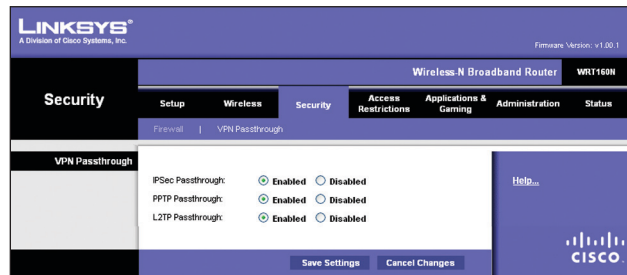 LINKSYS®
A Division of Cisco Systems, Inc.
Firmware Version: v1.00.1
Wireless-N Broadband Router WRT160N
Security
Setup Wireless Security Access Restrictions Applications & Gaming Administration Status
Firewall | VPN Passthrough
VPN Passthrough
IPSec Passthrough: Enabled Disabled
PPTP Passthrough: Enabled Disabled
L2TP Passthrough: Enabled Disabled
Help...
Save Settings Cancel Changes
CISCO.